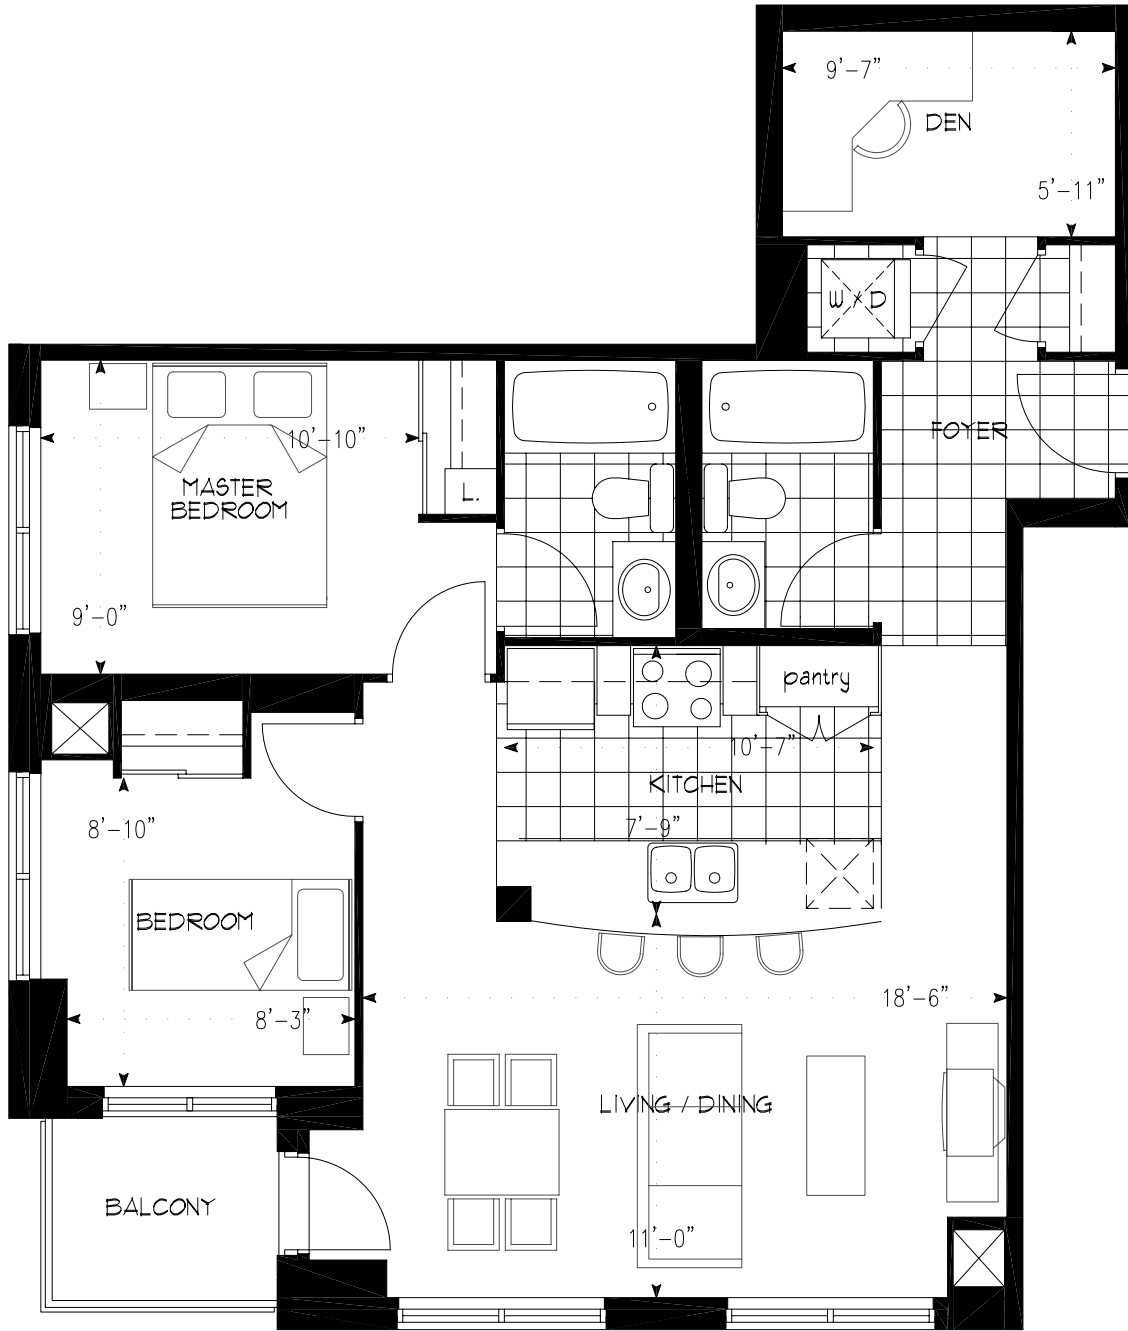 9'-7"
DEN
5'-11"
W × D
FOYER
10'-10"
MASTER
BEDROOM
L.
9'-0"
pantry
10'-7"
KITCHEN
7'-9"
8'-10"
BEDROOM
18'-6"
8'-3"
LIVING / DINING
BALCONY
11'-0"